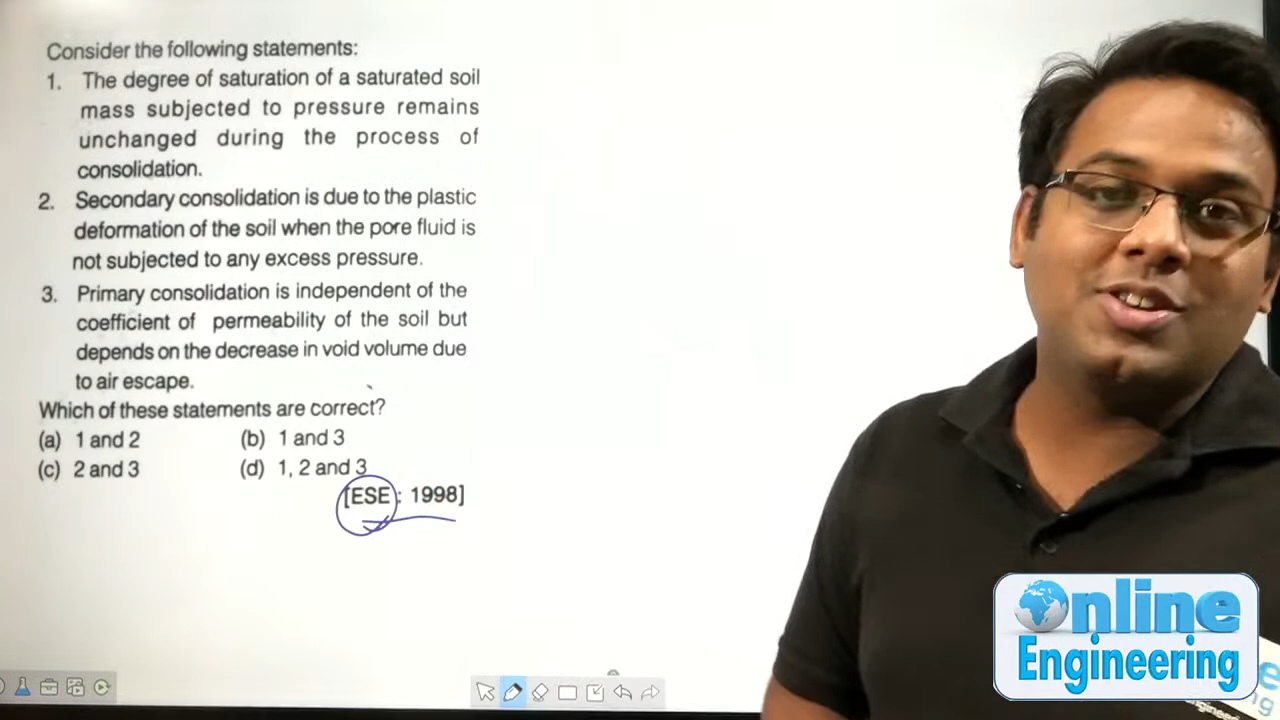 Consider the following statements:
1. The degree of saturation of a saturated soil
mass subjected to pressure remains
unchanged during the process of
consolidation.
2. Secondary consolidation is due to the plastic
deformation of the soil when the pore fluid is
not subjected to any excess pressure.
3. Primary consolidation is independent of the
coefficient of permeability of the soil but
depends on the decrease in void volume due
to air escape.
Which of these statements are correct?
(a) 1 and 2 (b) 1 and 3
(c) 2 and 3 (d) 1, 2 and 3
[ESE : 1998]
Online
Engineering